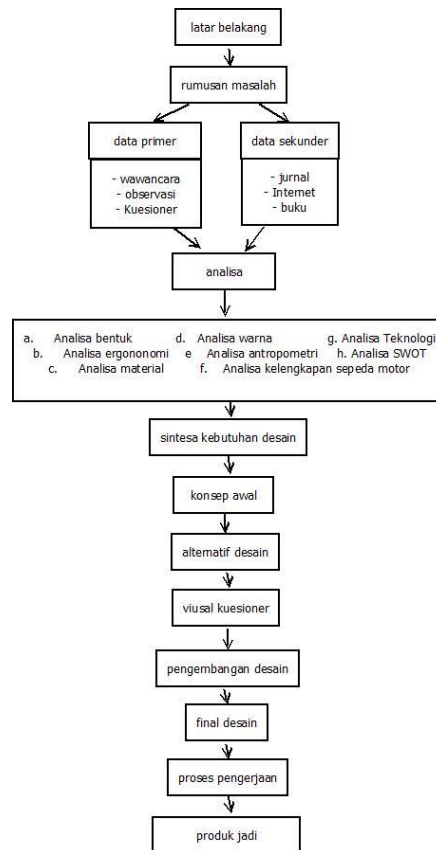 latar belakang
rumusan masalah
data primer
data sekunder
- wawancara
- observasi
- Kuesioner
- jurnal
- Internet
- buku
analisa
a. Analisa bentuk d. Analisa warna g. Analisa Teknologi
b. Analisa ergononomi e Analisa antropometri h. Analisa SWOT
c. Analisa material f. Analisa kelengkapan sepeda motor
sintesa kebutuhan desain
konsep awal
alternatif desain
viusal kuesioner
pengembangan desain
final desain
proses pengerjaan
produk jadi